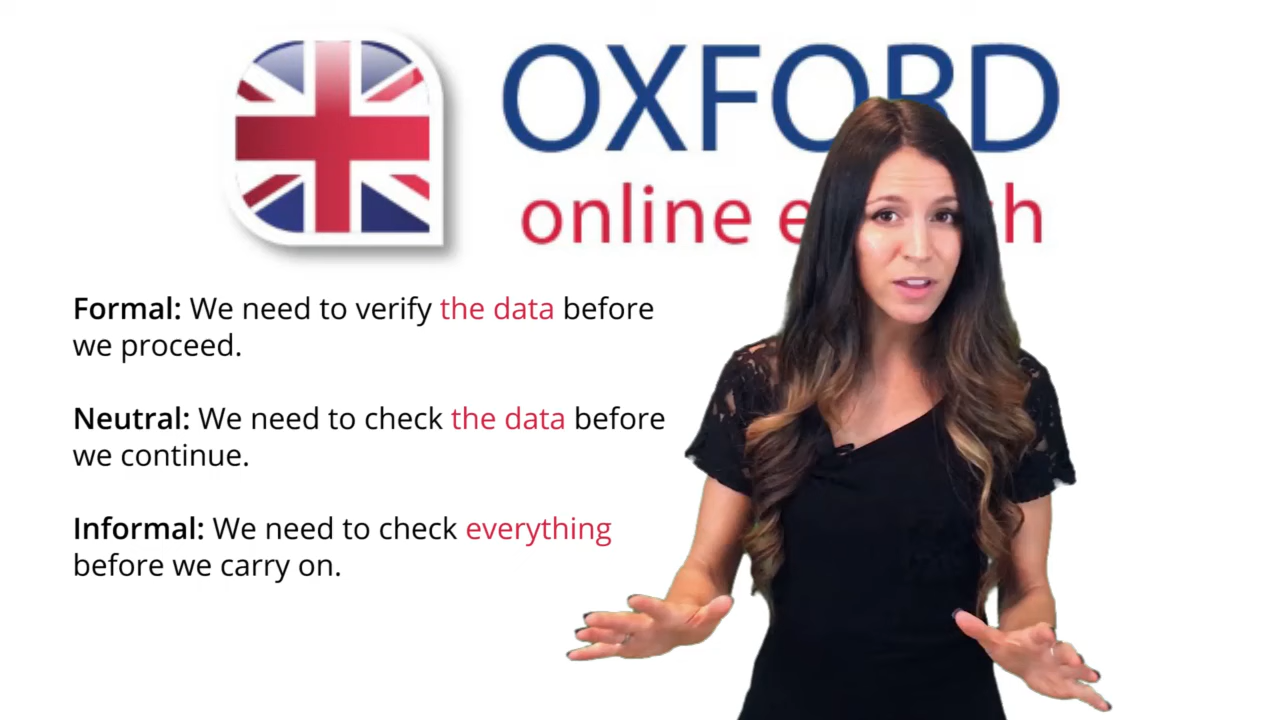 OXFORD
online
Formal: We need to verify the data before
we proceed.
Neutral: We need to check the data before
we continue.
Informal: We need to check everything
before we carry on.